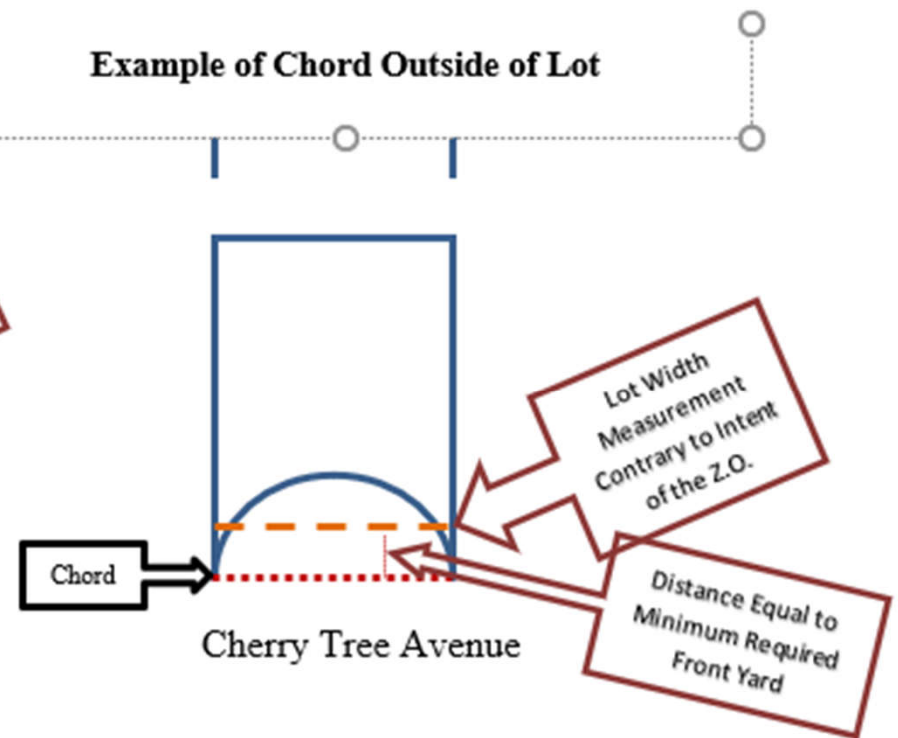 Example of Chord Outside of Lot
Lot Width
Measurement
Contrary to Intent
of the Z.O.
Chord
Distance Equal to
Minimum Required
Front Yard
Cherry Tree Avenue